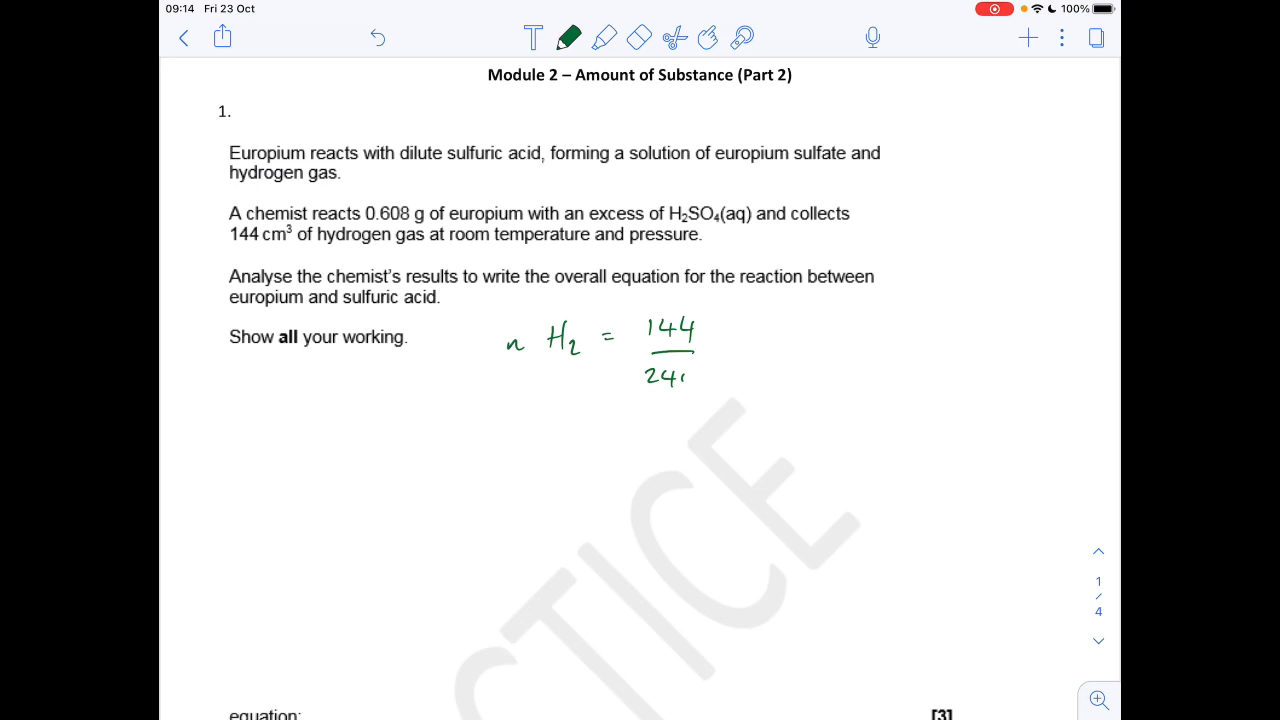 09:14 Fri 23 Oct 100%
T
Module 2 – Amount of Substance (Part 2)
1.
Europium reacts with dilute sulfuric acid, forming a solution of europium sulfate and
hydrogen gas.
A chemist reacts 0.608 g of europium with an excess of H₂SO₄(aq) and collects
144 cm³ of hydrogen gas at room temperature and pressure.
Analyse the chemist's results to write the overall equation for the reaction between
europium and sulfuric acid.
Show all your working.
n H₂ = 144
24
CTICE
1
/
4
equation:
[3]